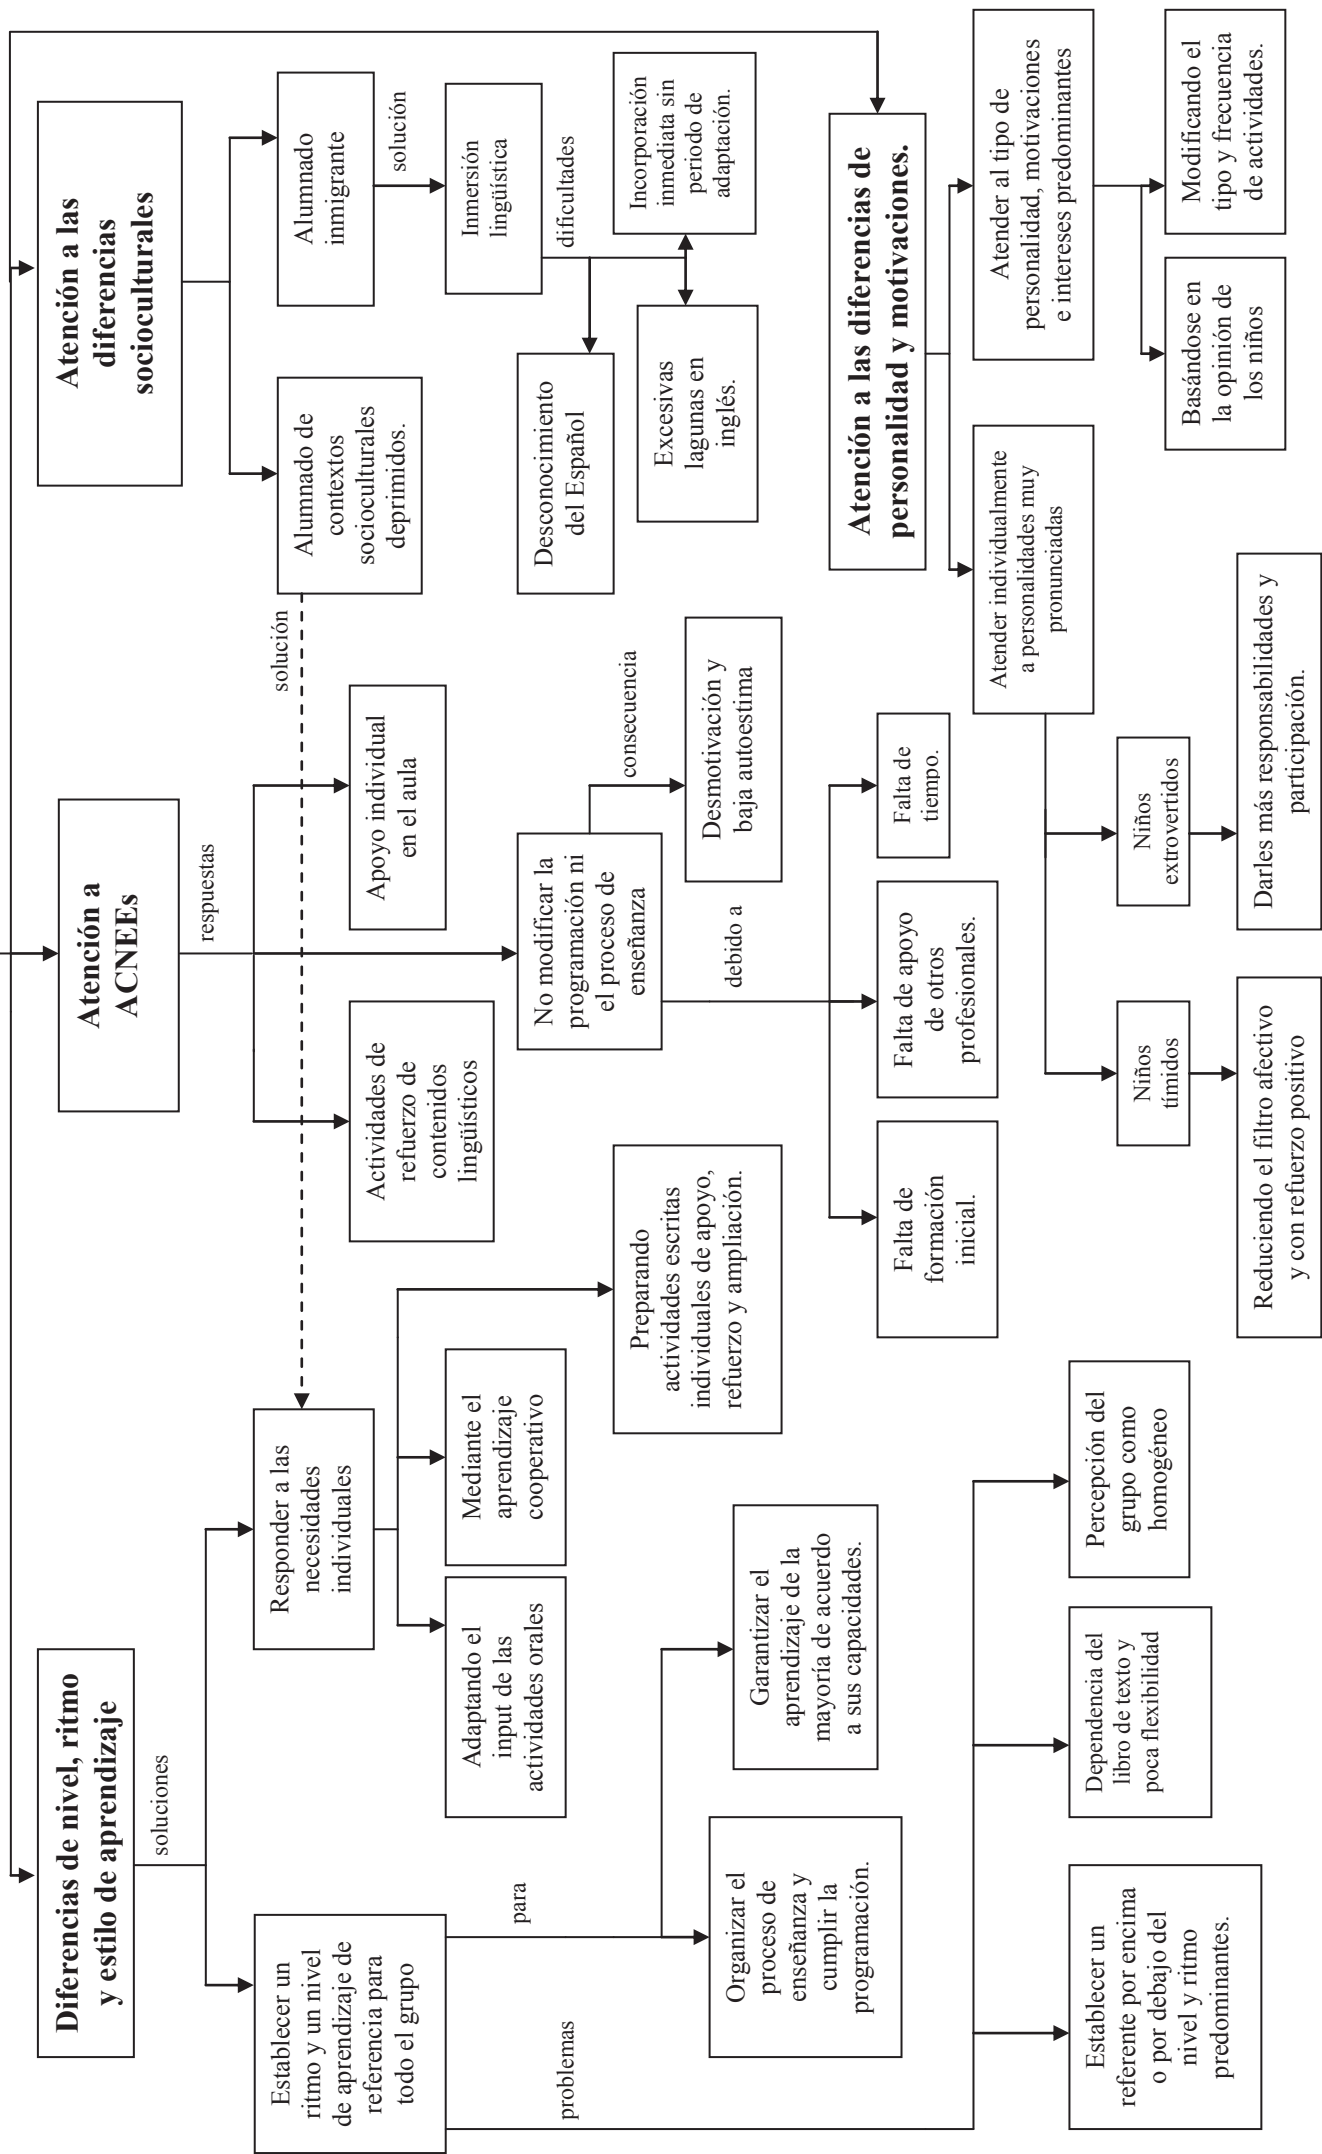 Diferencias de nivel, ritmo
y estilo de aprendizaje
soluciones
Establecer un
ritmo y un nivel
de aprendizaje de
referencia para
todo el grupo
problemas
para
Organizar el
proceso de
enseñanza y
cumplir la
programación.
Garantizar el
aprendizaje de la
mayoría de acuerdo
a sus capacidades.
Establecer un
referente por encima
o por debajo del
nivel y ritmo
predominantes.
Dependencia del
libro de texto y
poca flexibilidad
Percepción del
grupo como
homogéneo
Responder a las
necesidades
individuales
Adaptando el
input de las
actividades orales
Mediante el
aprendizaje
cooperativo
Preparando
actividades escritas
individuales de apoyo,
refuerzo y ampliación.
Atención a
ACNEEs
respuestas
Actividades de
refuerzo de
contenidos
lingüísticos
Apoyo individual
en el aula
No modificar la
programación ni
el proceso de
enseñanza
consecuencia
Desmotivación y
baja autoestima
debido a
Falta de
formación
inicial.
Falta de apoyo
de otros
profesionales.
Falta de
tiempo.
Atención a las
diferencias
socioculturales
Alumnado de
contextos
socioculturales
deprimidos.
solución
Alumnado
inmigrante
solución
Inmersión
lingüística
dificultades
Desconocimiento
del Español
Excesivas
lagunas en
inglés.
Incorporación
inmediata sin
periodo de
adaptación.
Atención a las diferencias de
personalidad y motivaciones.
Atender individualmente
a personalidades muy
pronunciadas
Niños
tímidos
Reduciendo el filtro afectivo
y con refuerzo positivo
Niños
extrovertidos
Darles más responsabilidades y
participación.
Atender al tipo de
personalidad, motivaciones
e intereses predominantes
Basándose en
la opinión de
los niños
Modificando el
tipo y frecuencia
de actividades.